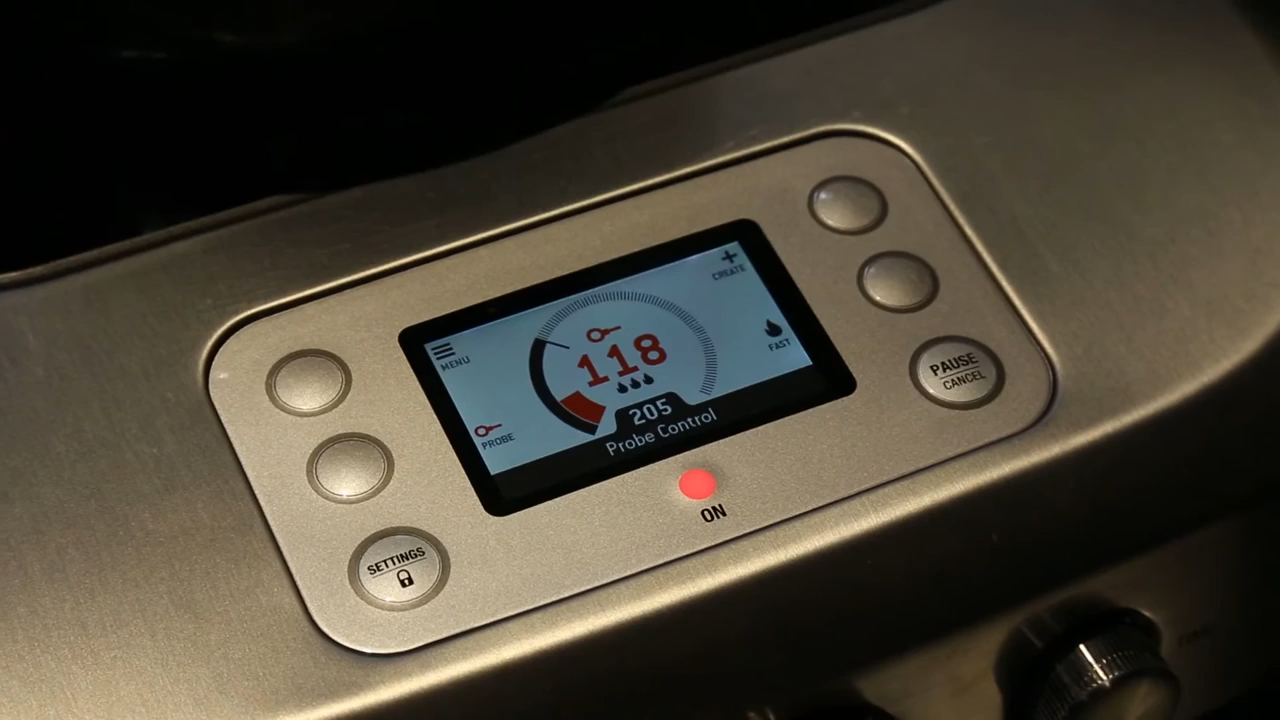 MENU
CREATE
118
FAST
PROBE
205
Probe Control
PAUSE
CANCEL
ON
SETTINGS